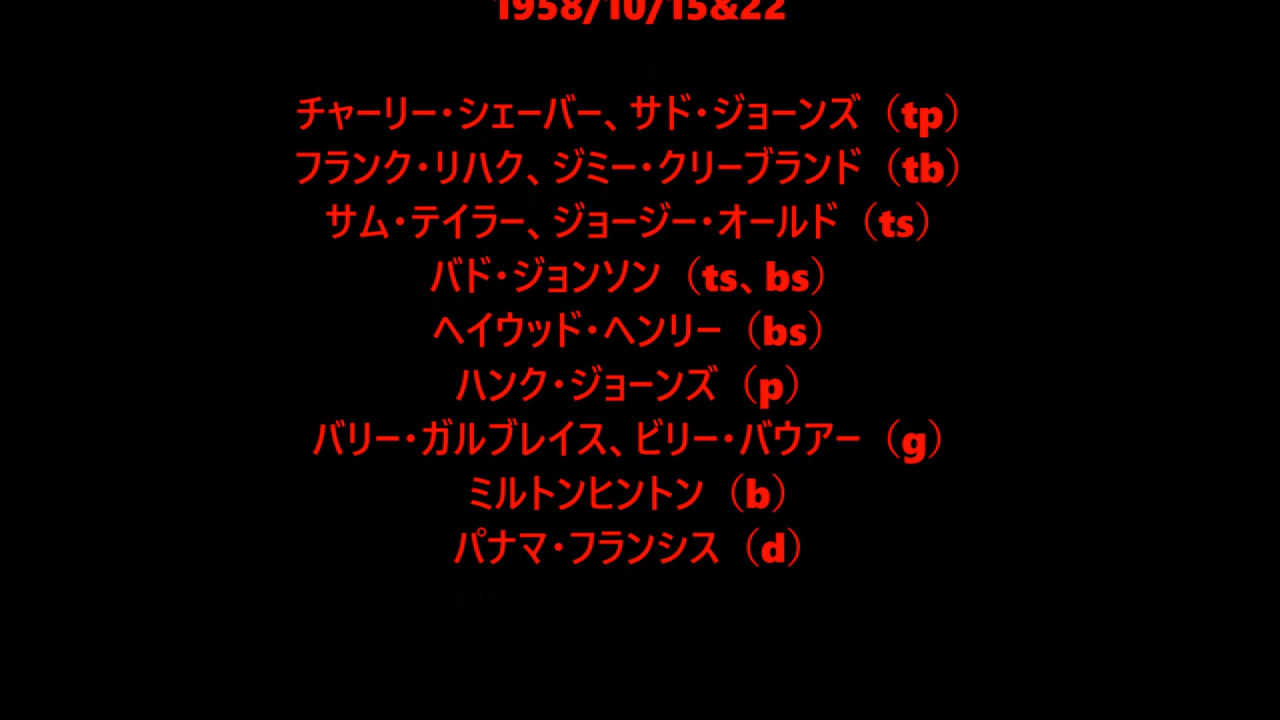 1958/10/15&22
チャーリー・シェーバー、サド・ジョーンズ（tp）
フランク・リハク、ジミー・クリーブランド（tb）
サム・テイラー、ジョージー・オールド（ts）
バド・ジョンソン（ts、bs）
ヘイウッド・ヘンリー（bs）
ハンク・ジョーンズ（p）
バリー・ガルブレイス、ビリー・バウアー（g）
ミルトンヒントン（b）
パナマ・フランシス（d）